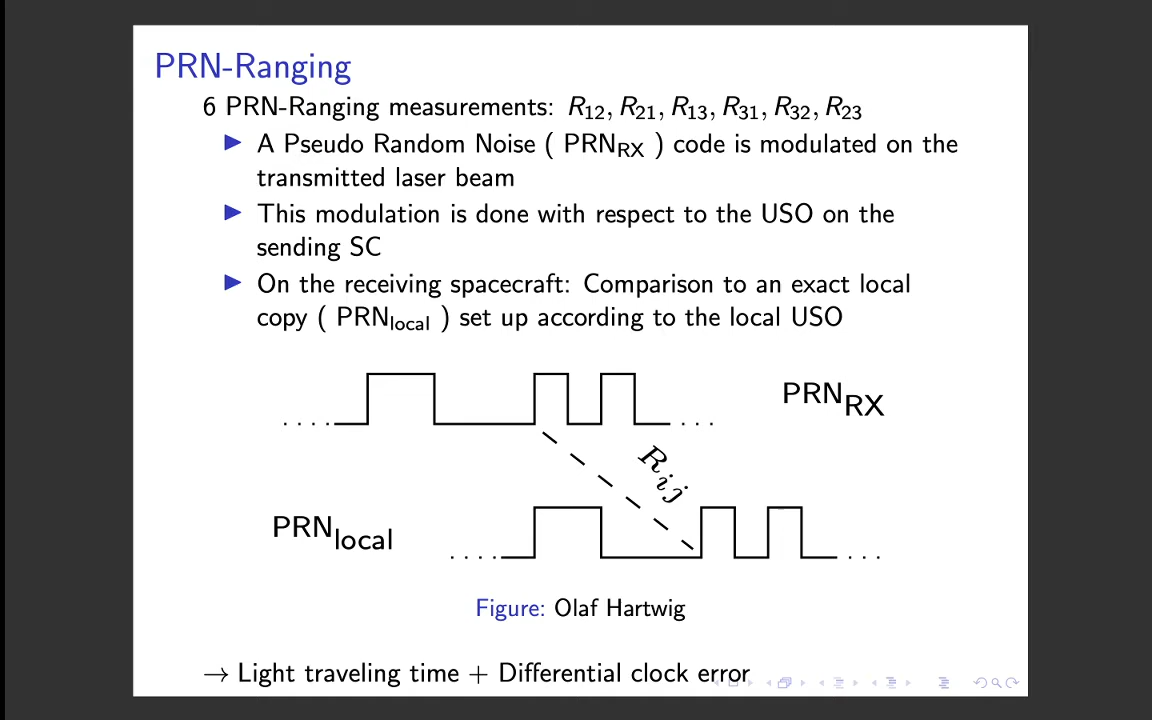 PRN-Ranging
6 PRN-Ranging measurements: R12, R21, R13, R31, R32, R23
▶ A Pseudo Random Noise ( PRNRX ) code is modulated on the
transmitted laser beam
▶ This modulation is done with respect to the USO on the
sending SC
▶ On the receiving spacecraft: Comparison to an exact local
copy ( PRNlocal ) set up according to the local USO
PRNRX
Rij
PRNlocal
Figure: Olaf Hartwig
→ Light traveling time + Differential clock error